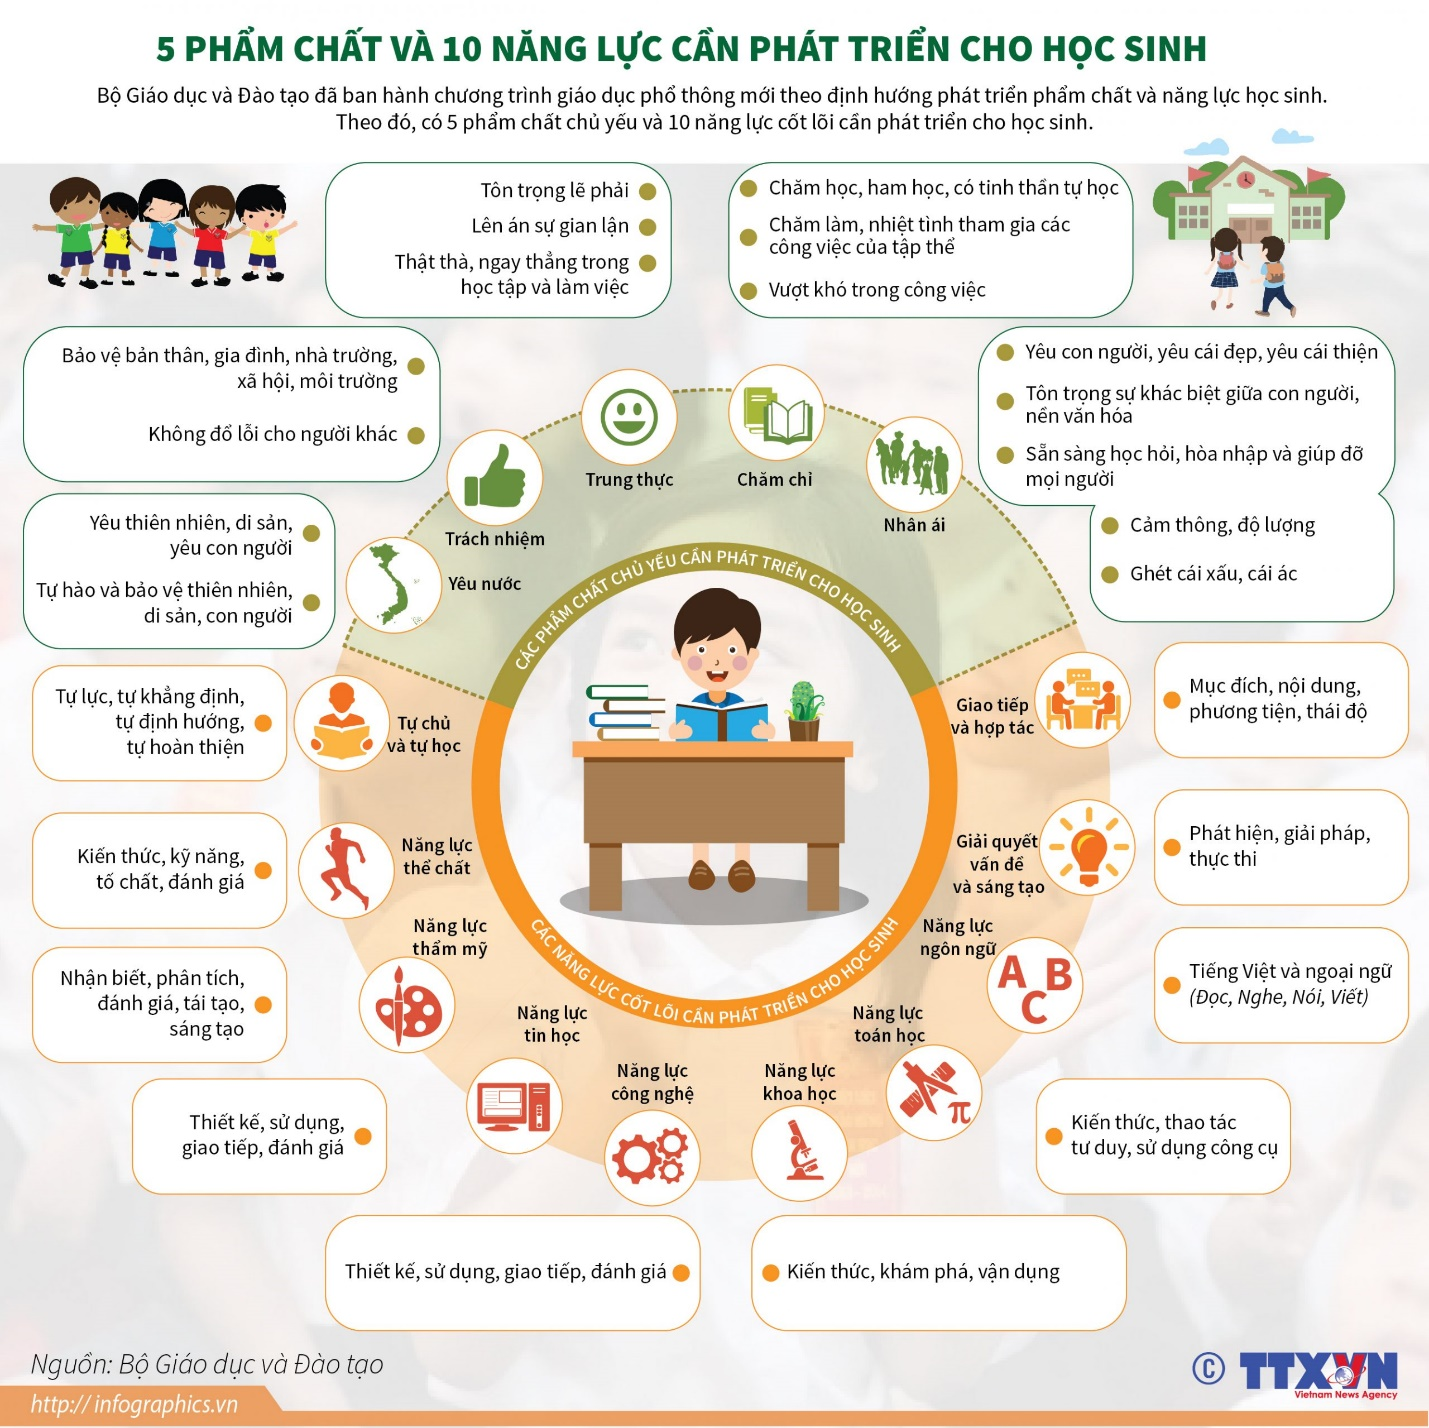 5 PHẨM CHẤT VÀ 10 NĂNG LỰC CẦN PHÁT TRIỂN CHO HỌC SINH
Bộ Giáo dục và Đào tạo đã ban hành chương trình giáo dục phổ thông mới theo định hướng phát triển phẩm chất và năng lực học sinh.
Theo đó, có 5 phẩm chất chủ yếu và 10 năng lực cốt lõi cần phát triển cho học sinh.
Tôn trọng lẽ phải
Lên án sự gian lận
Thật thà, ngay thẳng trong
học tập và làm việc
Chăm học, ham học, có tinh thần tự học
Chăm làm, nhiệt tình tham gia các
công việc của tập thể
Vượt khó trong công việc
Bảo vệ bản thân, gia đình, nhà trường,
xã hội, môi trường
Không đổ lỗi cho người khác
Yêu con người, yêu cái đẹp, yêu cái thiện
Tôn trọng sự khác biệt giữa con người,
nền văn hóa
Sẵn sàng học hỏi, hòa nhập và giúp đỡ
mọi người
Cảm thông, độ lượng
Ghét cái xấu, cái ác
Yêu thiên nhiên, di sản,
yêu con người
Tự hào và bảo vệ thiên nhiên,
di sản, con người
Trung thực
Chăm chỉ
Trách nhiệm
Nhân ái
Yêu nước
CÁC PHẨM CHẤT CHỦ YẾU CẦN PHÁT TRIỂN CHO HỌC SINH
Tự lực, tự khẳng định,
tự định hướng,
tự hoàn thiện
Tự chủ
và tự học
Giao tiếp
và hợp tác
Mục đích, nội dung,
phương tiện, thái độ
Kiến thức, kỹ năng,
tố chất, đánh giá
Năng lực
thể chất
Giải quyết
vấn đề
và sáng tạo
Phát hiện, giải pháp,
thực thi
Nhận biết, phân tích,
đánh giá, tái tạo,
sáng tạo
Năng lực
thẩm mỹ
Năng lực
ngôn ngữ
A B
C
Tiếng Việt và ngoại ngữ
(Đọc, Nghe, Nói, Viết)
CÁC NĂNG LỰC CỐT LÕI CẦN PHÁT TRIỂN CHO HỌC SINH
Năng lực
tin học
Năng lực
toán học
π
Thiết kế, sử dụng,
giao tiếp, đánh giá
Năng lực
công nghệ
Năng lực
khoa học
Kiến thức, thao tác
tư duy, sử dụng công cụ
Thiết kế, sử dụng, giao tiếp, đánh giá
Kiến thức, khám phá, vận dụng
Nguồn: Bộ Giáo dục và Đào tạo
http:// infographics.vn
© TTXVN
Vietnam News Agency